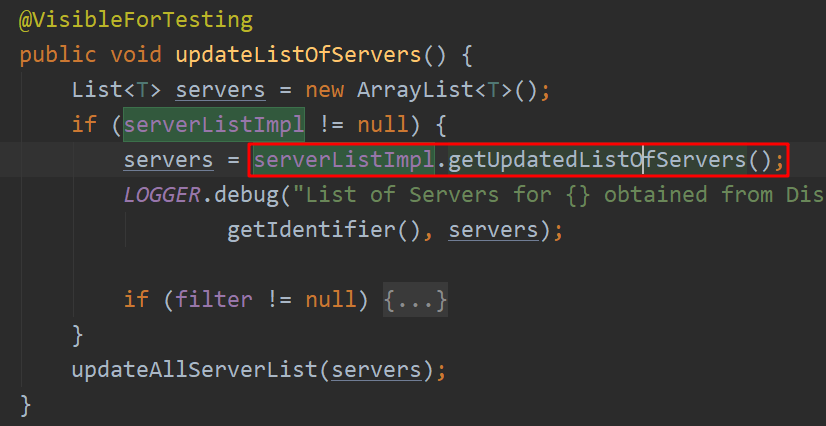 @VisibleForTesting
public void updateListOfServers() {
List<T> servers = new ArrayList<T>();
if (serverListImpl != null) {
servers = serverListImpl.getUpdatedListOfServers();
LOGGER.debug("List of Servers for {} obtained from Dis
getIdentifier(), servers);
if (filter != null) {...}
}
updateAllServerList(servers);
}